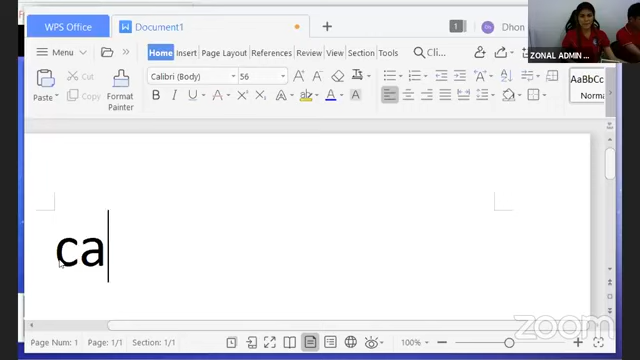 WPS Office
Document1
1
Dhon
ZONAL ADMIN ...
Menu
Home
Insert
Page Layout
References
Review
View
Section
Tools
Cli...
Paste
Cut
Copy
Format
Painter
Calibri (Body)
56
AaBbCc
Norma
ca
zoom
Page Num: 1
Page: 1/1
Section: 1/1
100%